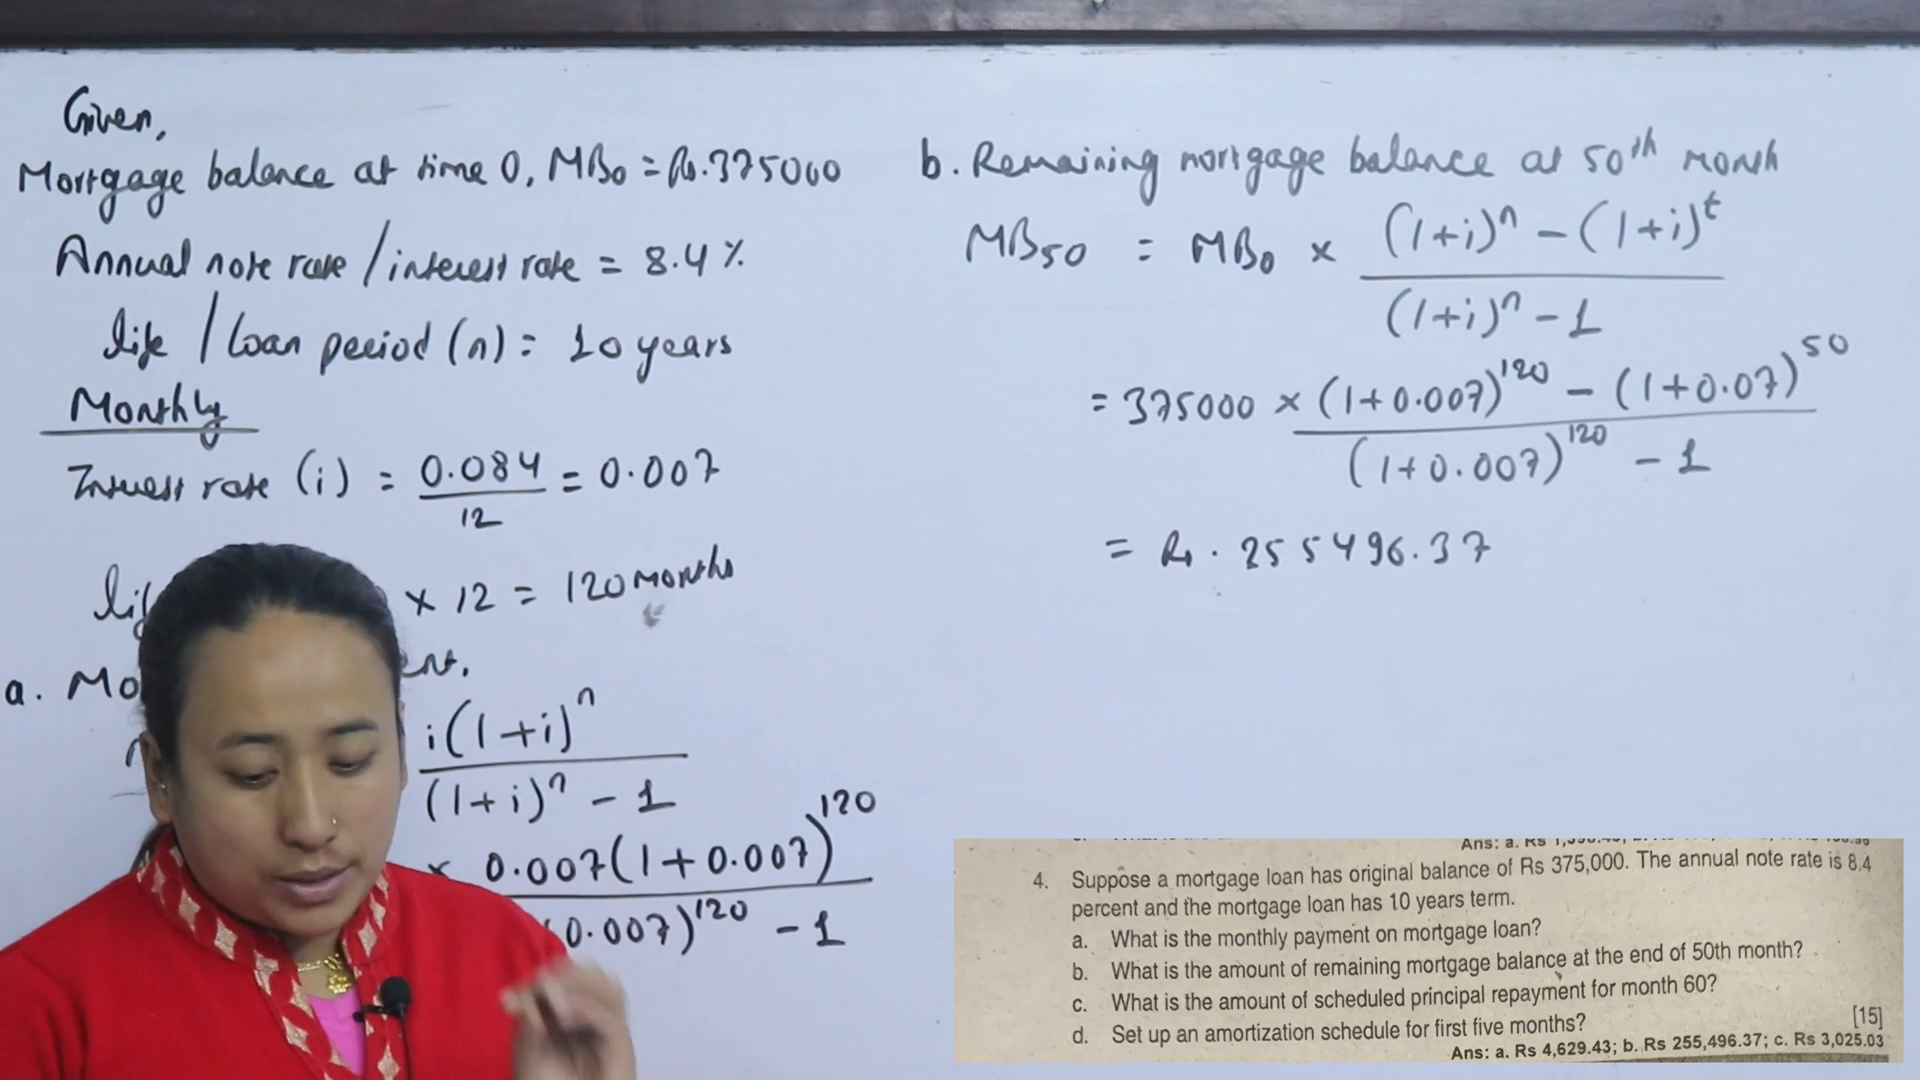 Given,
Mortgage balance at time 0, MB₀ = Rs.375000
Annual note rate / interest rate = 8.4 %
life / loan period (n) = 10 years
Monthly
Interest rate (i) = 0.084 / 12 = 0.007
× 12 = 120 months
a.
i(1+i)ⁿ
(1+i)ⁿ - 1
× 0.007(1+0.007)¹²⁰
0.007)¹²⁰ - 1
b. Remaining mortgage balance at 50th month
MB₅₀ = MB₀ × (1+i)ⁿ - (1+i)ᵗ
(1+i)ⁿ - 1
= 375000 × (1+0.007)¹²⁰ - (1+0.07)⁵⁰
(1+0.007)¹²⁰ - 1
= Rs. 255496.37
4. Suppose a mortgage loan has original balance of Rs 375,000. The annual note rate is 8.4
percent and the mortgage loan has 10 years term.
a. What is the monthly payment on mortgage loan?
b. What is the amount of remaining mortgage balance at the end of 50th month?
c. What is the amount of scheduled principal repayment for month 60?
d. Set up an amortization schedule for first five months?
[15]
Ans: a. Rs 4,629.43; b. Rs 255,496.37; c. Rs 3,025.03